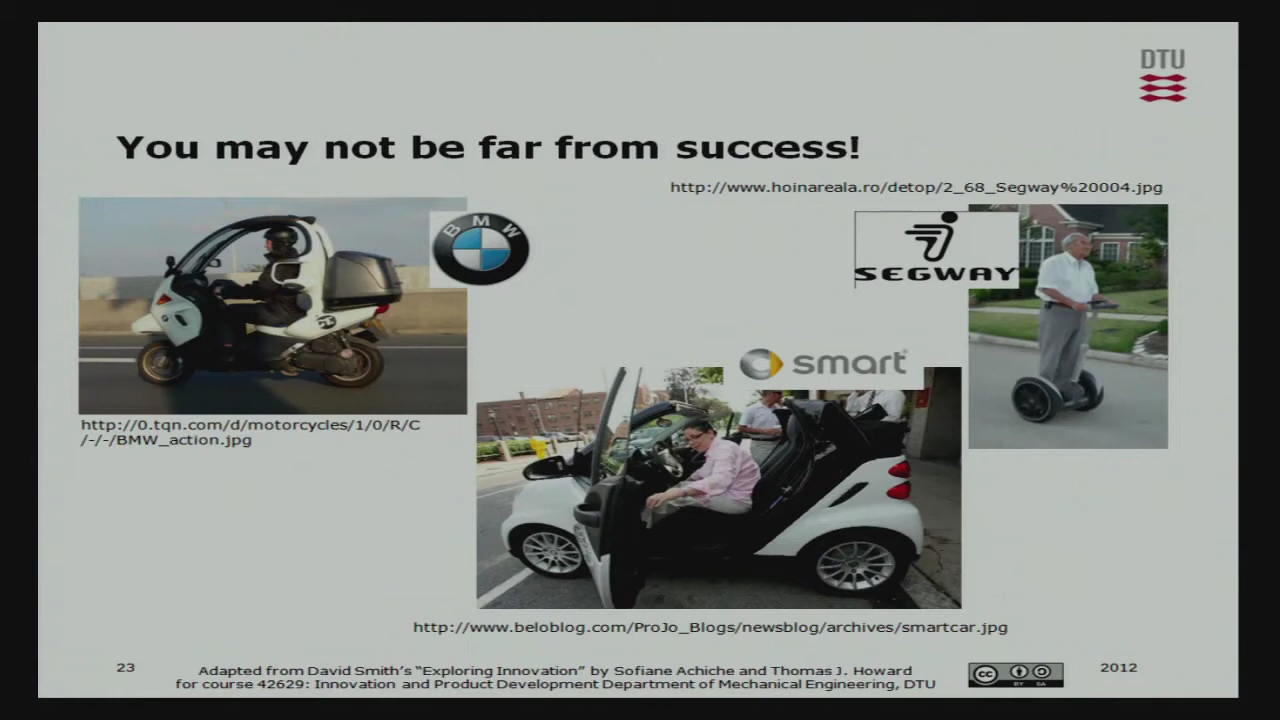 DTU
You may not be far from success!
http://www.hoinareala.ro/detop/2_68_Segway%20004.jpg
BMW
SEGWAY
smart
http://0.tqn.com/d/motorcycles/1/0/R/C
/-/-/BMW_action.jpg
http://www.beloblog.com/ProJo_Blogs/newsblog/archives/smartcar.jpg
23
Adapted from David Smith's "Exploring Innovation" by Sofiane Achiche and Thomas J. Howard
for course 42629: Innovation and Product Development Department of Mechanical Engineering, DTU
cc
BY SA
2012